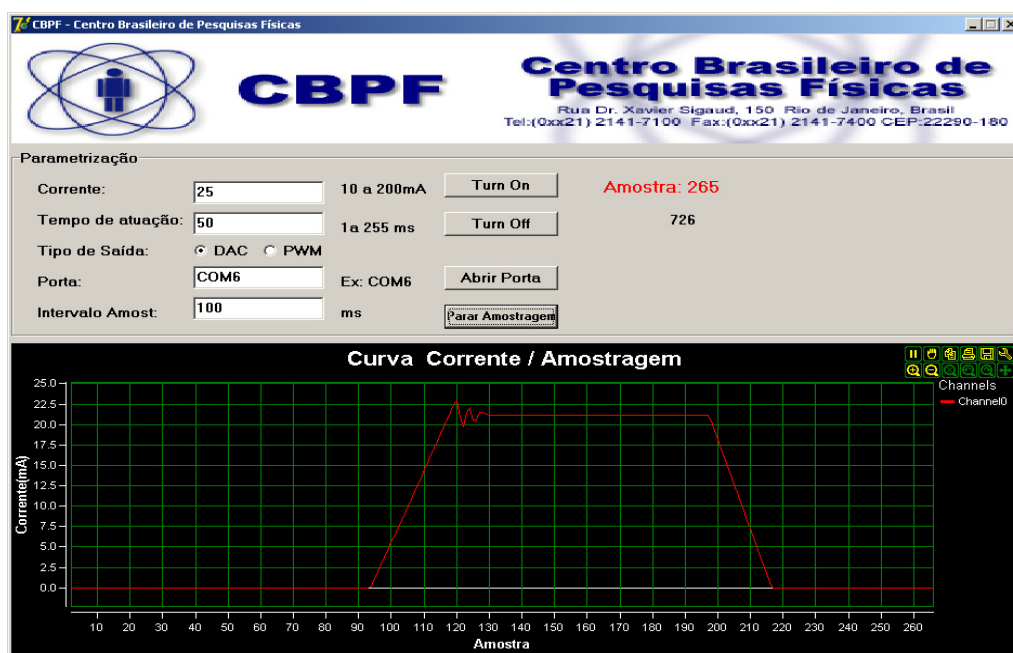 CBPF - Centro Brasileiro de Pesquisas Físicas
CBPF
Centro Brasileiro de
Pesquisas Físicas
Rua Dr. Xavier Sigaud, 150 Rio de Janeiro, Brasil
Tel:(0xx21) 2141-7100 Fax:(0xx21) 2141-7400 CEP:22290-180
Parametrização
Corrente: 25 10 a 200mA Turn On Amostra: 265
Tempo de atuação: 50 1a 255 ms Turn Off 726
Tipo de Saída: DAC PWM
Porta: COM6 Ex: COM6 Abrir Porta
Intervalo Amost: 100 ms Parar Amostragem
Curva Corrente / Amostragem
Channels
Channel0
Corrente(mA)
25.0
22.5
20.0
17.5
15.0
12.5
10.0
7.5
5.0
2.5
0.0
10 20 30 40 50 60 70 80 90 100 110 120 130 140 150 160 170 180 190 200 210 220 230 240 250 260
Amostra